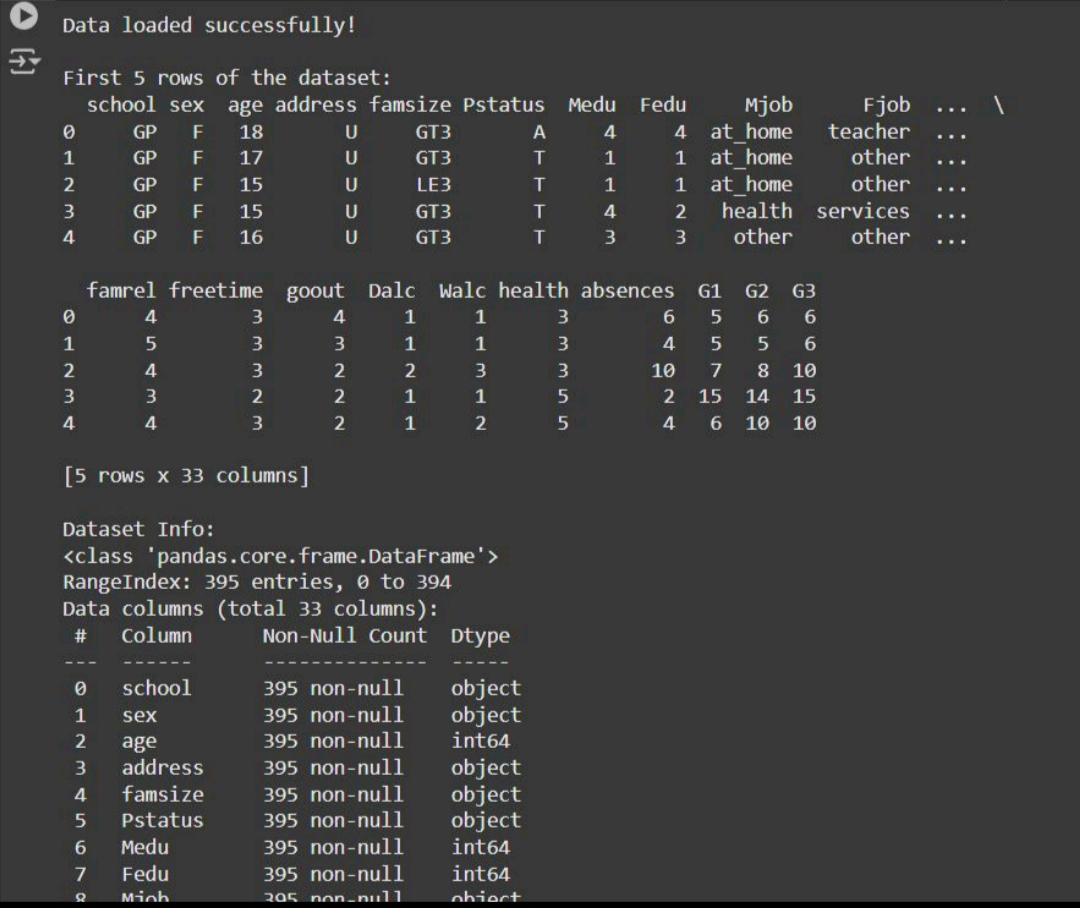 Data loaded successfully!
First 5 rows of the dataset:
  school sex  age address famsize Pstatus  Medu  Fedu     Mjob      Fjob  ...  \
0     GP   F   18       U     GT3       A     4     4  at_home   teacher  ...
1     GP   F   17       U     GT3       T     1     1  at_home     other  ...
2     GP   F   15       U     LE3       T     1     1  at_home     other  ...
3     GP   F   15       U     GT3       T     4     2   health  services  ...
4     GP   F   16       U     GT3       T     3     3    other     other  ...
  famrel freetime  goout  Dalc  Walc health absences  G1  G2  G3
0      4        3      4     1     1      3        6   5   6   6
1      5        3      3     1     1      3        4   5   5   6
2      4        3      2     2     3      3       10   7   8  10
3      3        2      2     1     1      5        2  15  14  15
4      4        3      2     1     2      5        4   6  10  10
[5 rows x 33 columns]
Dataset Info:
<class 'pandas.core.frame.DataFrame'>
RangeIndex: 395 entries, 0 to 394
Data columns (total 33 columns):
 #   Column      Non-Null Count  Dtype
---  ------      --------------  -----
 0   school      395 non-null    object
 1   sex         395 non-null    object
 2   age         395 non-null    int64
 3   address     395 non-null    object
 4   famsize     395 non-null    object
 5   Pstatus     395 non-null    object
 6   Medu        395 non-null    int64
 7   Fedu        395 non-null    int64
 8   Mjob        395 non-null    object